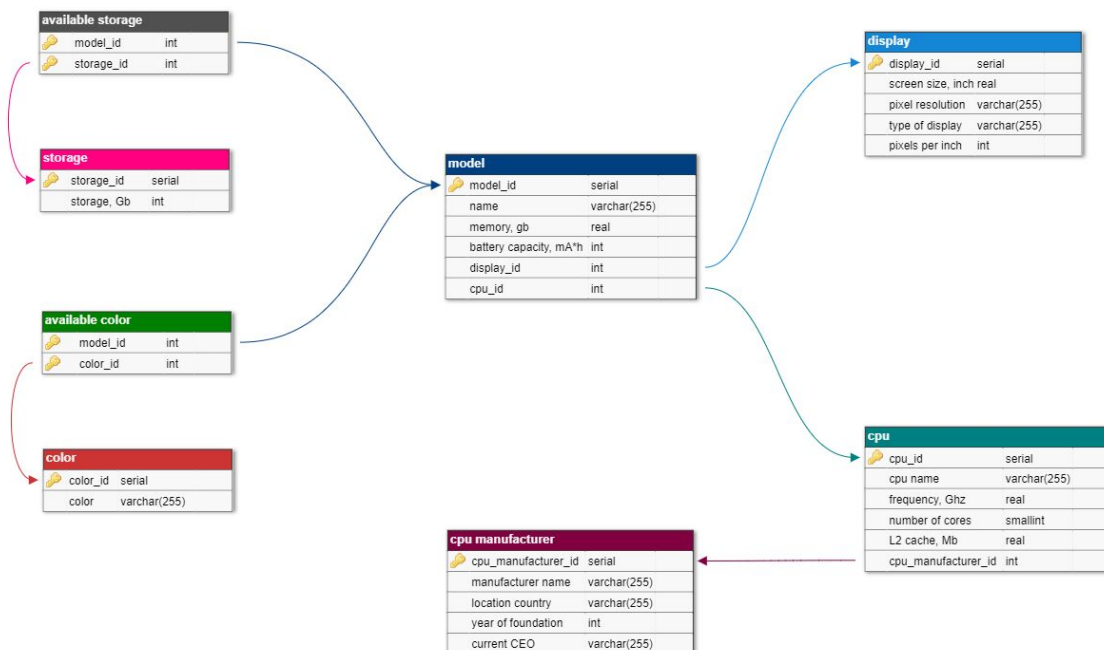 available storage
model_id int
storage_id int
storage
storage_id serial
storage, Gb int
available color
model_id int
color_id int
color
color_id serial
color varchar(255)
model
model_id serial
name varchar(255)
memory, gb real
battery capacity, mA*h int
display_id int
cpu_id int
cpu manufacturer
cpu_manufacturer_id serial
manufacturer name varchar(255)
location country varchar(255)
year of foundation int
current CEO varchar(255)
display
display_id serial
screen size, inch real
pixel resolution varchar(255)
type of display varchar(255)
pixels per inch int
cpu
cpu_id serial
cpu name varchar(255)
frequency, Ghz real
number of cores smallint
L2 cache, Mb real
cpu_manufacturer_id int